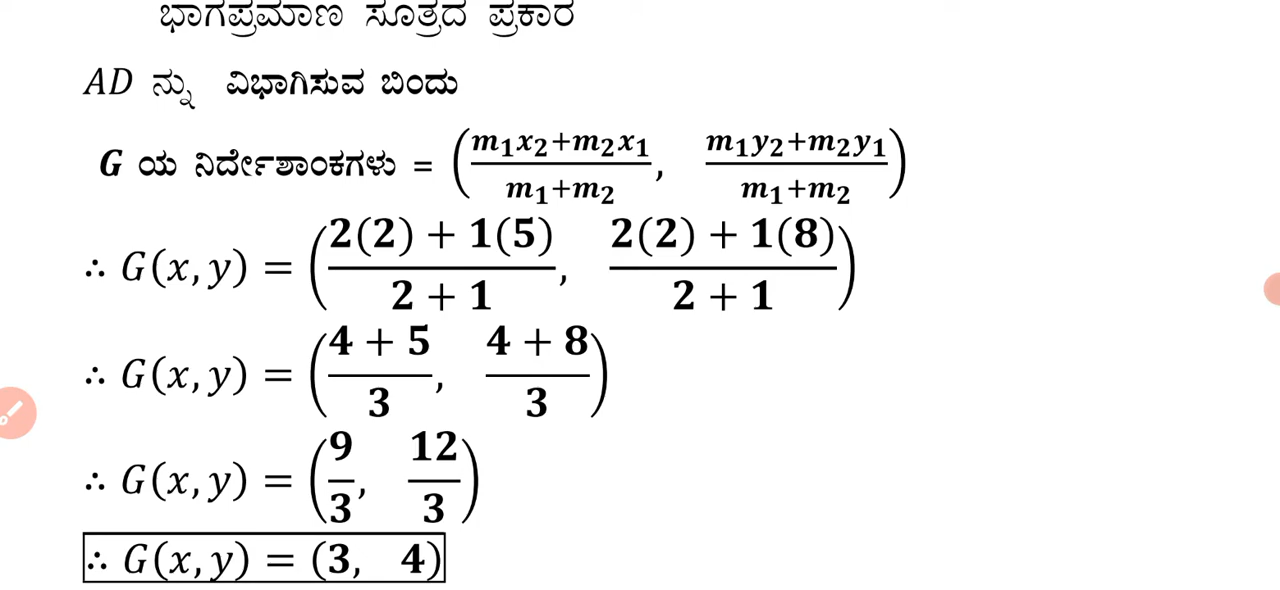 ಭಾಗಪ್ರಮಾಣ ಸೂತ್ರದ ಪ್ರಕಾರ
AD ನ್ನು ವಿಭಾಗಿಸುವ ಬಿಂದು
G ಯ ನಿರ್ದೇಶಾಂಕಗಳು = ((m₁x₂+m₂x₁)/(m₁+m₂), (m₁y₂+m₂y₁)/(m₁+m₂))
∴ G(x, y) = ((2(2) + 1(5))/(2 + 1), (2(2) + 1(8))/(2 + 1))
∴ G(x, y) = ((4 + 5)/3, (4 + 8)/3)
∴ G(x, y) = (9/3, 12/3)
∴ G(x, y) = (3, 4)